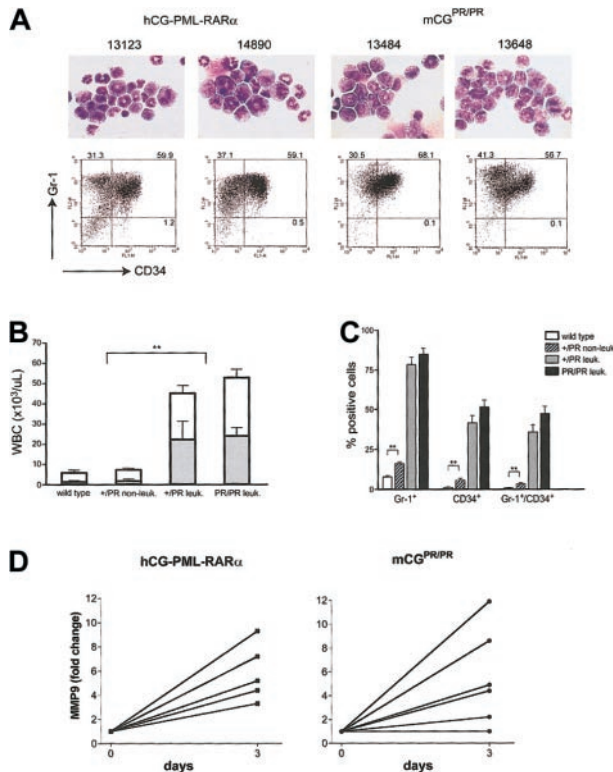 A
hCG-PML-RARα mCG^PR/PR
13123 14890 13484 13648
31.3 59.9 37.1 59.1 30.5 68.1 41.3 56.7
Gr-1
1.2 0.5 0.1 0.1
CD34
B
**
WBC (x10³/uL)
70
60
50
40
30
20
10
0
wild type +/PR non-leuk. +/PR leuk. PR/PR leuk.
C
% positive cells
100
75
50
25
0
wild type
+/PR non-leuk.
+/PR leuk.
PR/PR leuk.
** ** **
Gr-1⁺ CD34⁺ Gr-1⁺/CD34⁺
D
hCG-PML-RARα mCG^PR/PR
MMP9 (fold change)
12 12
10 10
8 8
6 6
4 4
2 2
0 3 0 3
days days